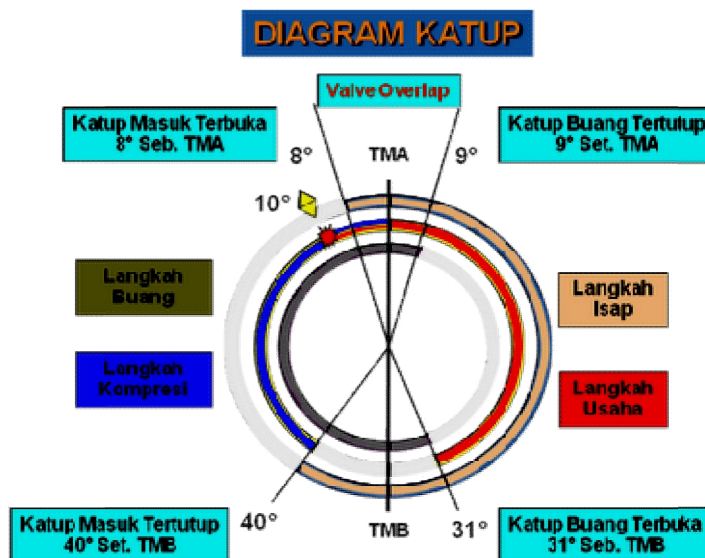 DIAGRAM KATUP
Valve Overlap
Katup Masuk Terbuka
8° Seb. TMA
Katup Buang Tertutup
9° Set. TMA
8°
TMA
9°
10°
Langkah
Buang
Langkah
Isap
Langkah
Kompresi
Langkah
Usaha
Katup Masuk Tertutup
40° Set. TMB
40°
TMB
31°
Katup Buang Terbuka
31° Set. TMB